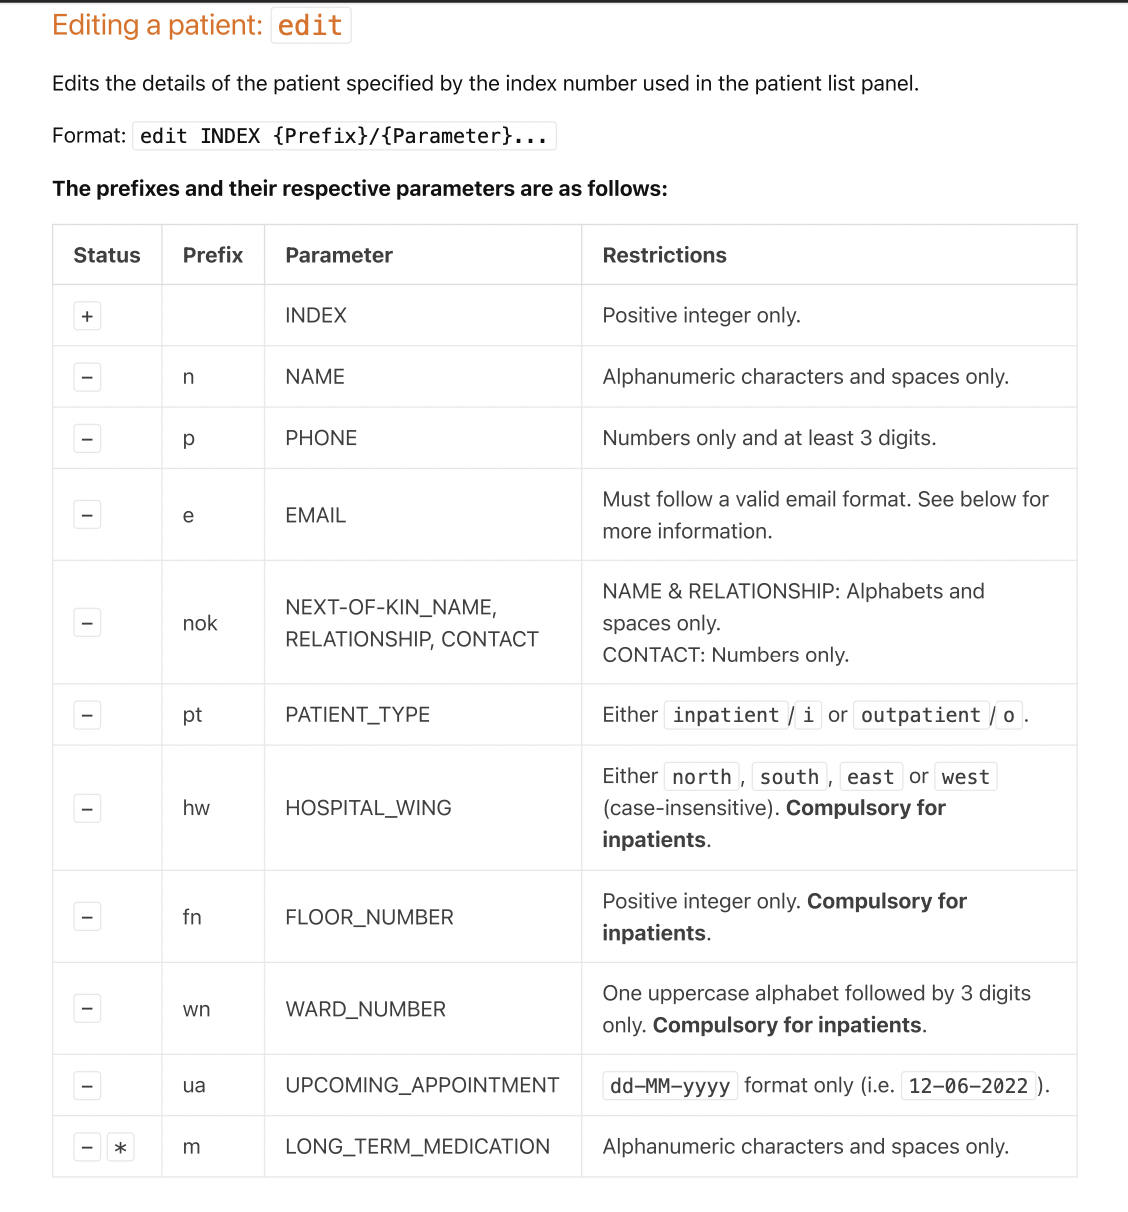 Editing a patient: edit
Edits the details of the patient specified by the index number used in the patient list panel.
Format: edit INDEX {Prefix}/{Parameter}...
The prefixes and their respective parameters are as follows:
Status Prefix Parameter Restrictions
+ INDEX Positive integer only.
- n NAME Alphanumeric characters and spaces only.
- p PHONE Numbers only and at least 3 digits.
- e EMAIL Must follow a valid email format. See below for
more information.
- nok NEXT-OF-KIN_NAME,
RELATIONSHIP, CONTACT
NAME & RELATIONSHIP: Alphabets and
spaces only.
CONTACT: Numbers only.
- pt PATIENT_TYPE Either inpatient / i or outpatient / o .
- hw HOSPITAL_WING Either north , south , east or west
(case-insensitive). Compulsory for
inpatients.
- fn FLOOR_NUMBER Positive integer only. Compulsory for
inpatients.
- wn WARD_NUMBER One uppercase alphabet followed by 3 digits
only. Compulsory for inpatients.
- ua UPCOMING_APPOINTMENT dd-MM-yyyy format only (i.e. 12-06-2022 ).
- * m LONG_TERM_MEDICATION Alphanumeric characters and spaces only.